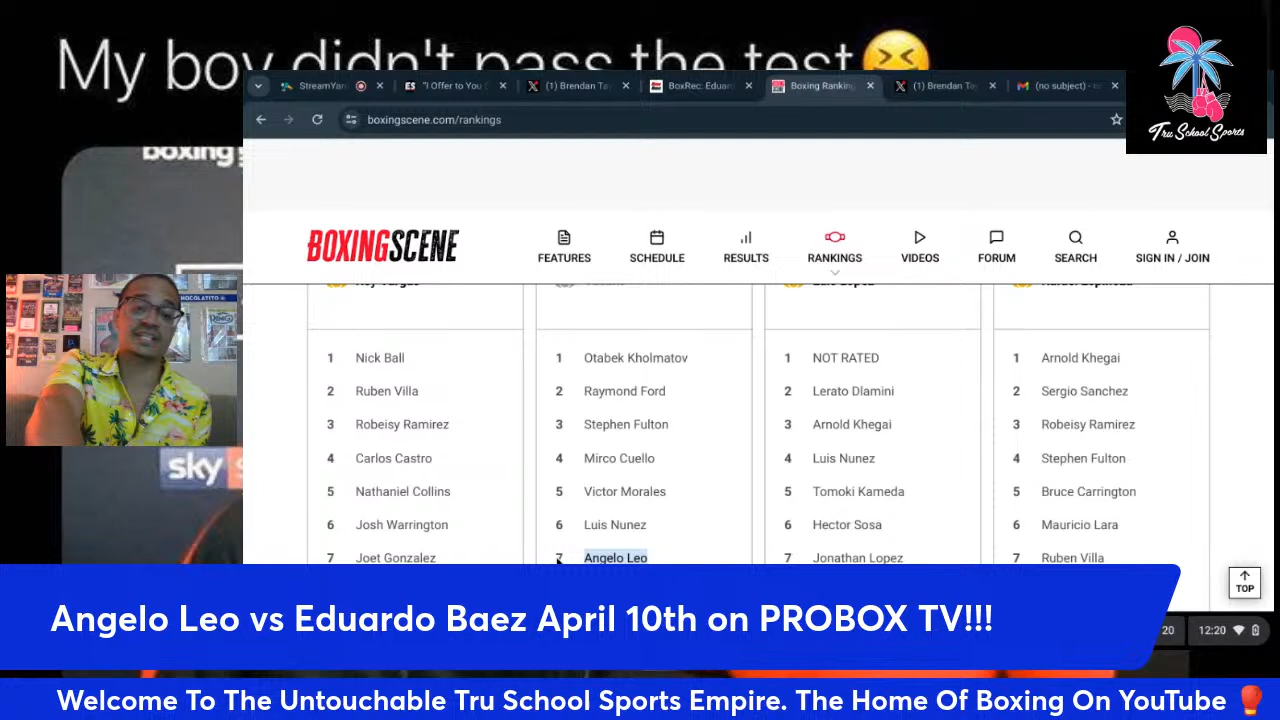 My boy didn't pass the test😆
StreamYar
"I Offer to You
(1) Brendan Ta
BoxRec: Eduar
Boxing Ranking
(1) Brendan Ta
(no subject)
boxingscene.com/rankings
Tru School Sports
boxing
BOXINGSCENE
FEATURES
SCHEDULE
RESULTS
RANKINGS
VIDEOS
FORUM
SEARCH
SIGN IN / JOIN
CHOCOLATITO
sky s
1 Nick Ball
2 Ruben Villa
3 Robeisy Ramirez
4 Carlos Castro
5 Nathaniel Collins
6 Josh Warrington
7 Joet Gonzalez
1 Otabek Kholmatov
2 Raymond Ford
3 Stephen Fulton
4 Mirco Cuello
5 Victor Morales
6 Luis Nunez
7 Angelo Leo
1 NOT RATED
2 Lerato Dlamini
3 Arnold Khegai
4 Luis Nunez
5 Tomoki Kameda
6 Hector Sosa
7 Jonathan Lopez
1 Arnold Khegai
2 Sergio Sanchez
3 Robeisy Ramirez
4 Stephen Fulton
5 Bruce Carrington
6 Mauricio Lara
7 Ruben Villa
TOP
20
12:20
Angelo Leo vs Eduardo Baez April 10th on PROBOX TV!!!
Welcome To The Untouchable Tru School Sports Empire. The Home Of Boxing On YouTube 🥊